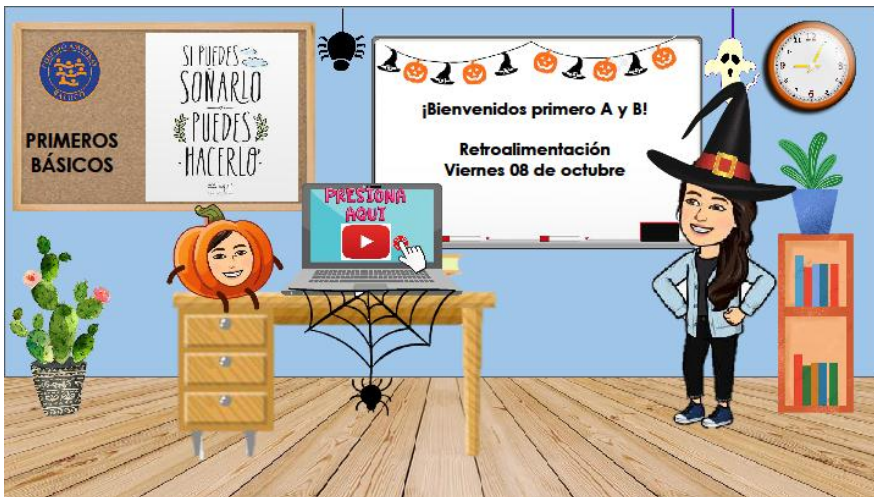 PRIMEROS
BÁSICOS
SI PUEDES
SOÑARLO
PUEDES
·HACERLO·
¡Bienvenidos primero A y B!
Retroalimentación
Viernes 08 de octubre
PRESIONA
AQUI